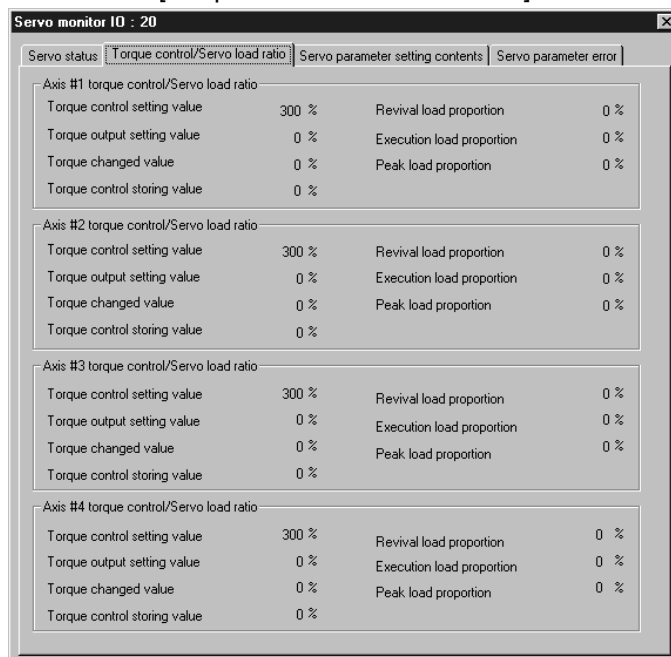 Servo monitor IO : 20
Servo status Torque control/Servo load ratio Servo parameter setting contents Servo parameter error
Axis #1 torque control/Servo load ratio
Torque control setting value 300 % Revival load proportion 0 %
Torque output setting value 0 % Execution load proportion 0 %
Torque changed value 0 % Peak load proportion 0 %
Torque control storing value 0 %
Axis #2 torque control/Servo load ratio
Torque control setting value 300 % Revival load proportion 0 %
Torque output setting value 0 % Execution load proportion 0 %
Torque changed value 0 % Peak load proportion 0 %
Torque control storing value 0 %
Axis #3 torque control/Servo load ratio
Torque control setting value 300 % Revival load proportion 0 %
Torque output setting value 0 % Execution load proportion 0 %
Torque changed value 0 % Peak load proportion 0 %
Torque control storing value 0 %
Axis #4 torque control/Servo load ratio
Torque control setting value 300 % Revival load proportion 0 %
Torque output setting value 0 % Execution load proportion 0 %
Torque changed value 0 % Peak load proportion 0 %
Torque control storing value 0 %